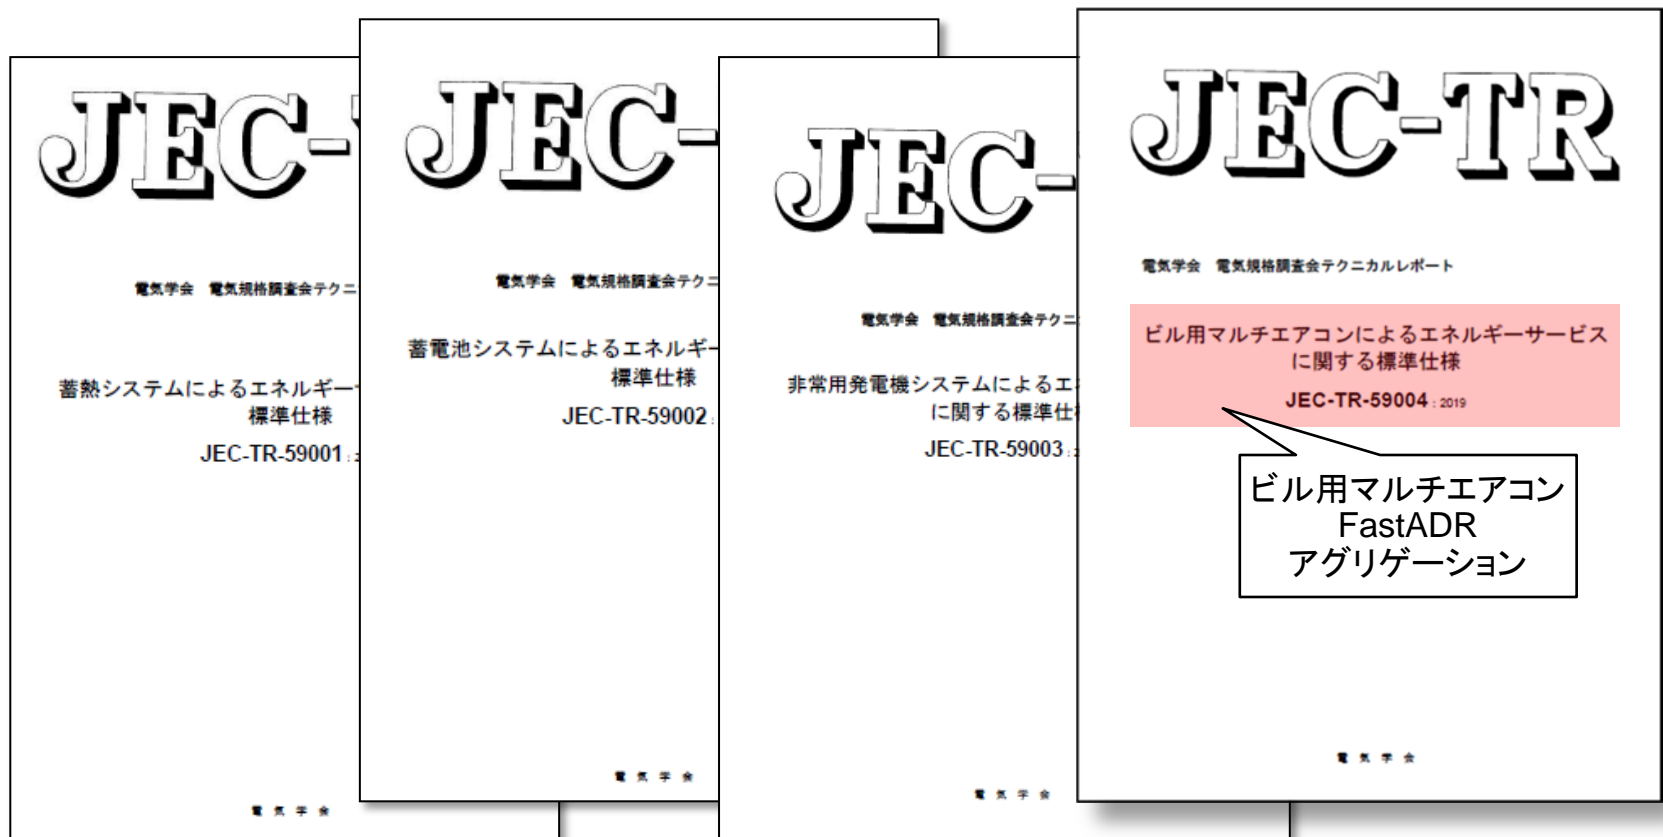 JEC-
電気学会 電気規格調査会テクニ
蓄熱システムによるエネルギー
標準仕様
JEC-TR-59001 :
電 気 学 会
JEC-
電気学会 電気規格調査会テクニ
蓄電池システムによるエネルギー
標準仕様
JEC-TR-59002 :
電 気 学 会
JEC-
電気学会 電気規格調査会テクニ
非常用発電機システムによるエ
に関する標準仕
JEC-TR-59003 :
電 気 学 会
JEC-TR
電気学会 電気規格調査会テクニカルレポート
ビル用マルチエアコンによるエネルギーサービス
に関する標準仕様
JEC-TR-59004 : 2019
ビル用マルチエアコン
FastADR
アグリゲーション
電 気 学 会